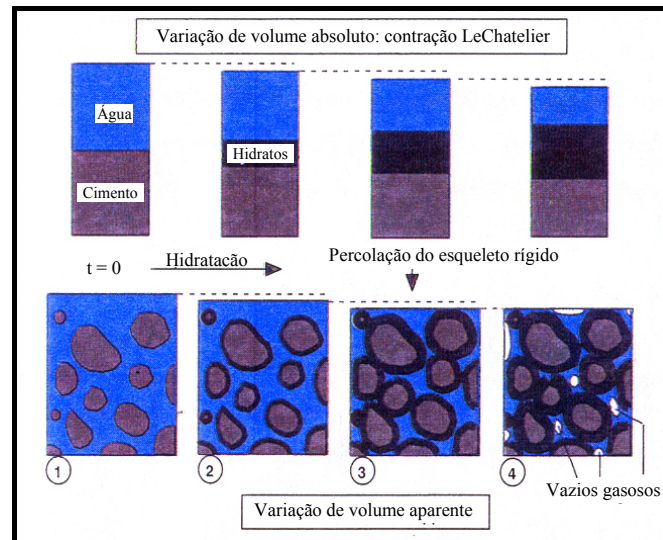 Variação de volume absoluto: contração LeChatelier
Água
Hidratos
Cimento
t = 0
Hidratacão
Percolação do esqueleto rígido
1
2
3
4
Vazios gasosos
Variação de volume aparente